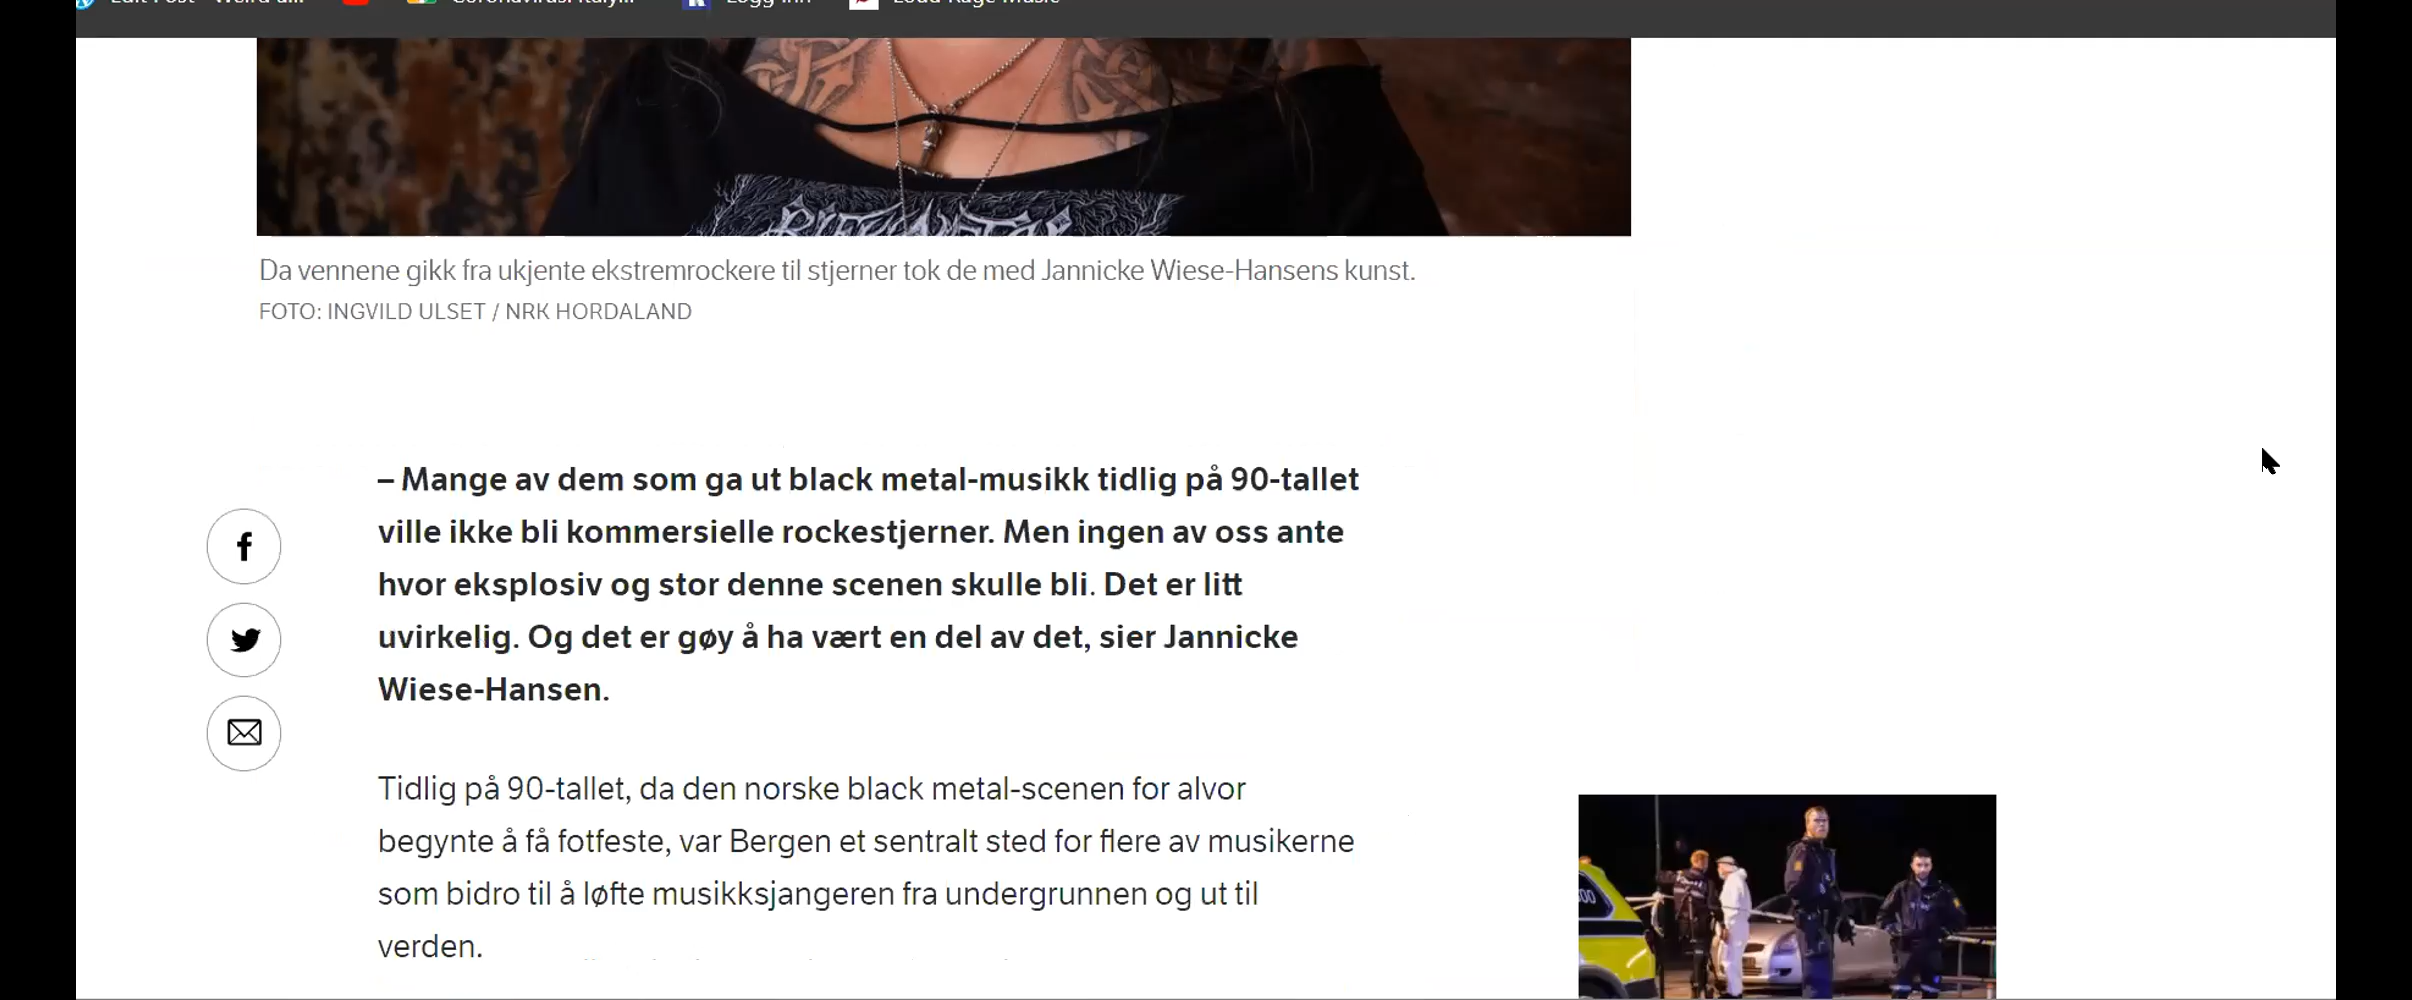 Da vennene gikk fra ukjente ekstremrockere til stjerner tok de med Jannicke Wiese-Hansens kunst.
FOTO: INGVILD ULSET / NRK HORDALAND
– Mange av dem som ga ut black metal-musikk tidlig på 90-tallet
ville ikke bli kommersielle rockestjerner. Men ingen av oss ante
hvor eksplosiv og stor denne scenen skulle bli. Det er litt
uvirkelig. Og det er gøy å ha vært en del av det, sier Jannicke
Wiese-Hansen.
Tidlig på 90-tallet, da den norske black metal-scenen for alvor
begynte å få fotfeste, var Bergen et sentralt sted for flere av musikerne
som bidro til å løfte musikksjangeren fra undergrunnen og ut til
verden.